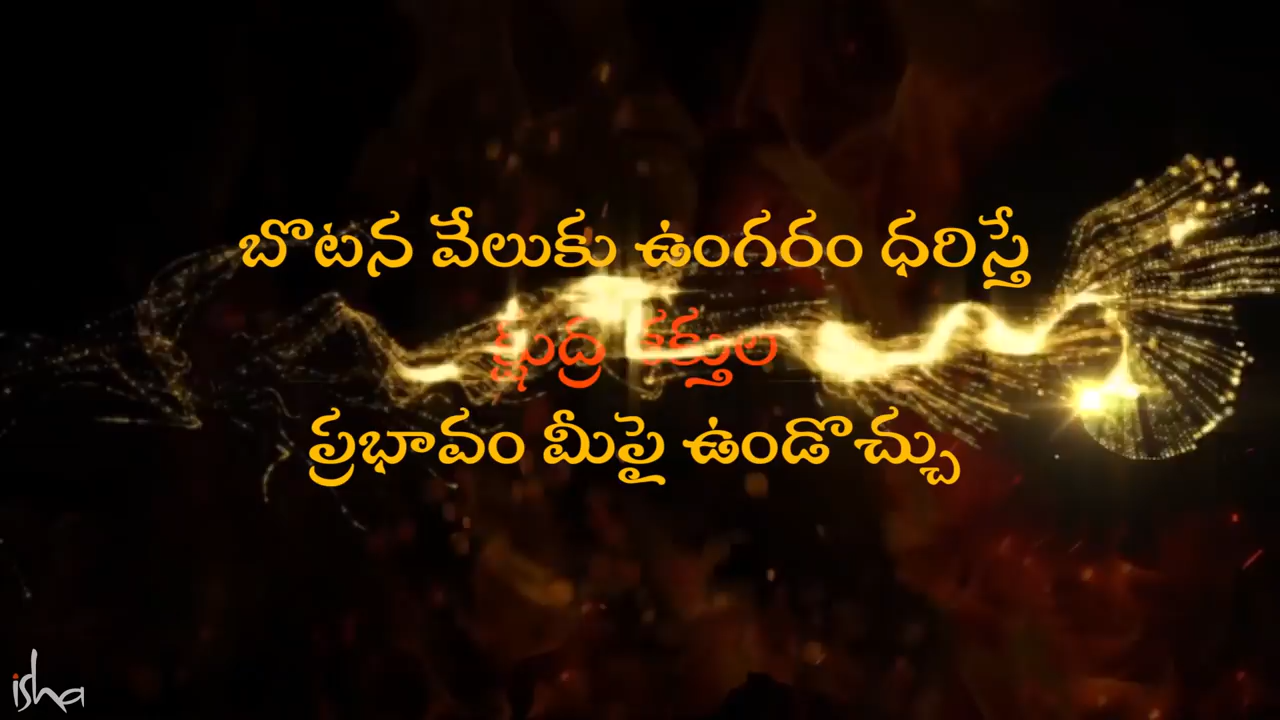 బొటన వేలుకు ఉంగరం ధరిస్తే
క్షుద్ర శక్తుల
ప్రభావం మీపై ఉండొచ్చు
isha